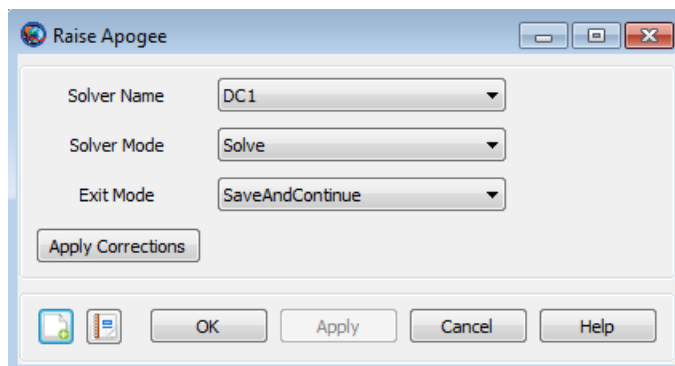 Raise Apogee
Solver Name DC1
Solver Mode Solve
Exit Mode SaveAndContinue
Apply Corrections
OK Apply Cancel Help